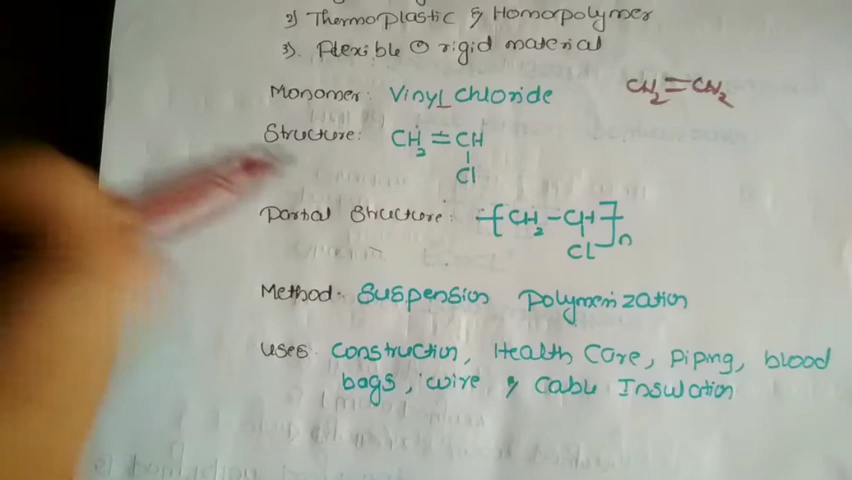 2) Thermoplastic & Homopolymer
3). Flexible or rigid material
Monomer: Vinyl Chloride
CH2=CH2
Structure: CH2=CH
Cl
Partial Structure: -[CH2-CH]n
Cl
Method: Suspension Polymerization
Uses: Construction, Health Care, Piping, blood
bags, wire & Cable Insulation